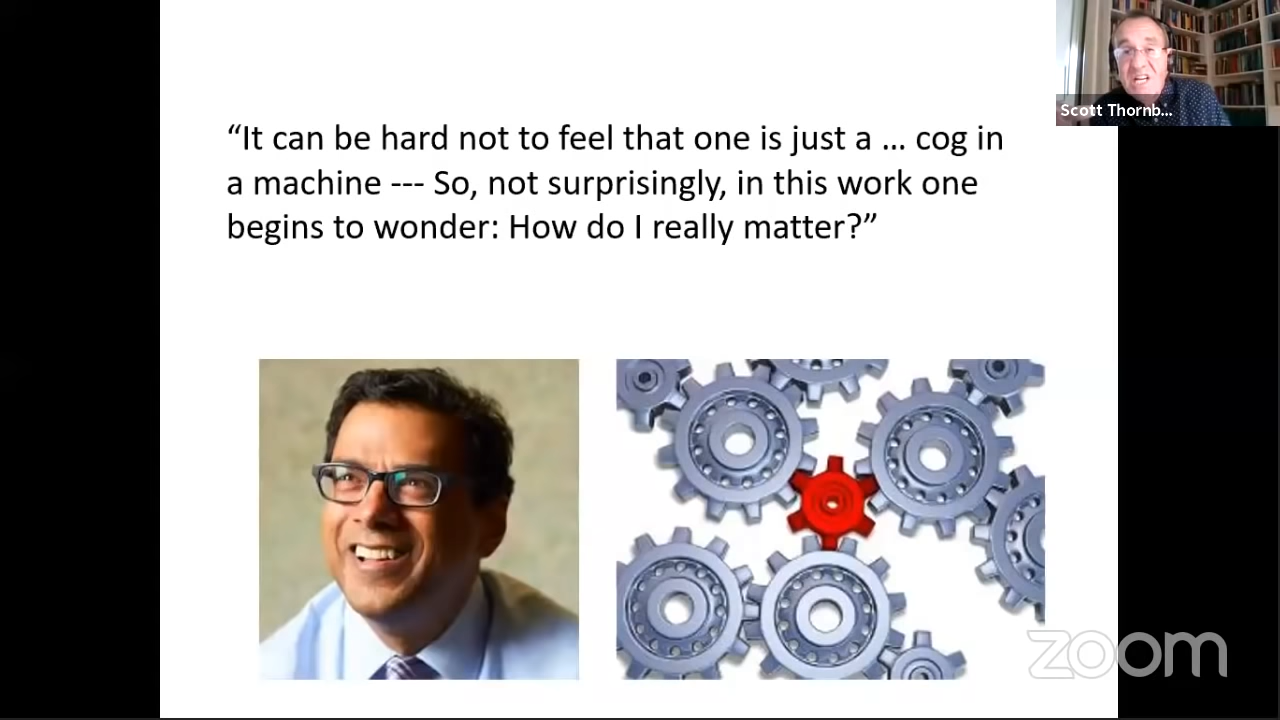 “It can be hard not to feel that one is just a ... cog in
a machine --- So, not surprisingly, in this work one
begins to wonder: How do I really matter?”
Scott Thornb...
zoom